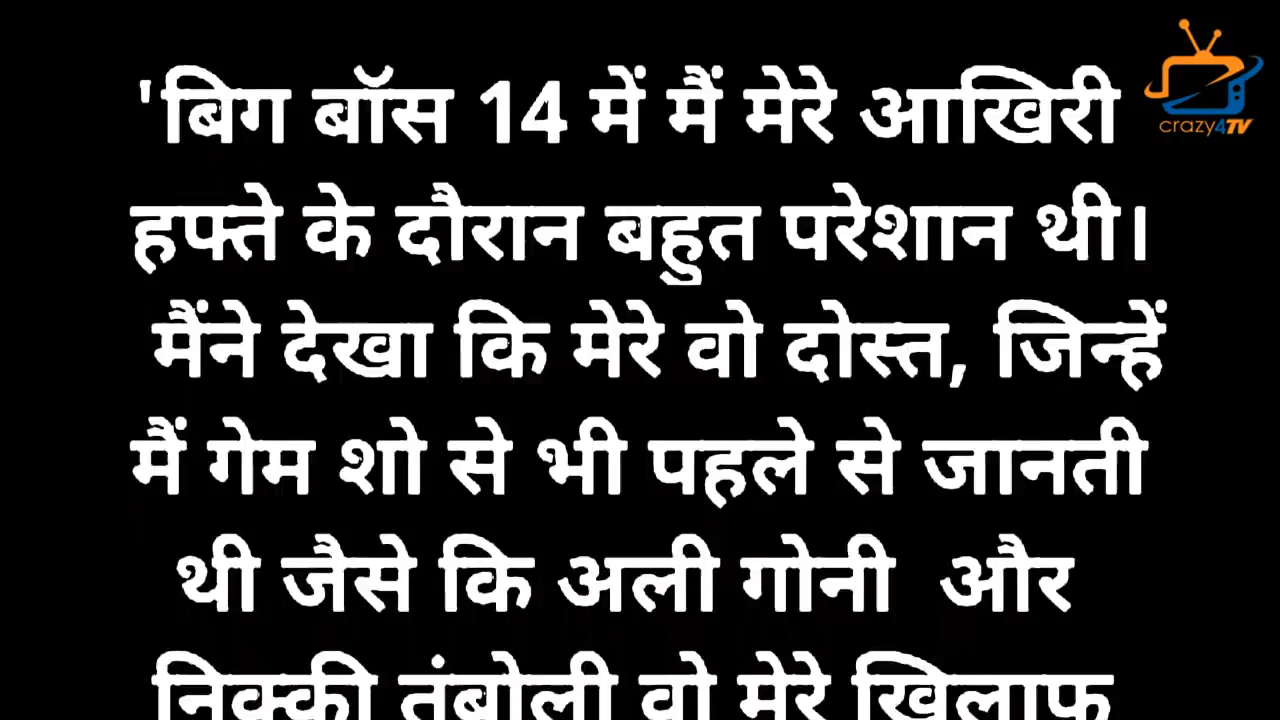 'बिग बॉस 14 में मैं मेरे आखिरी
crazy4TV
हफ्ते के दौरान बहुत परेशान थी।
मैंने देखा कि मेरे वो दोस्त, जिन्हें
मैं गेम शो से भी पहले से जानती
थी जैसे कि अली गोनी और
निक्की तंबोली वो मेरे खिलाफ